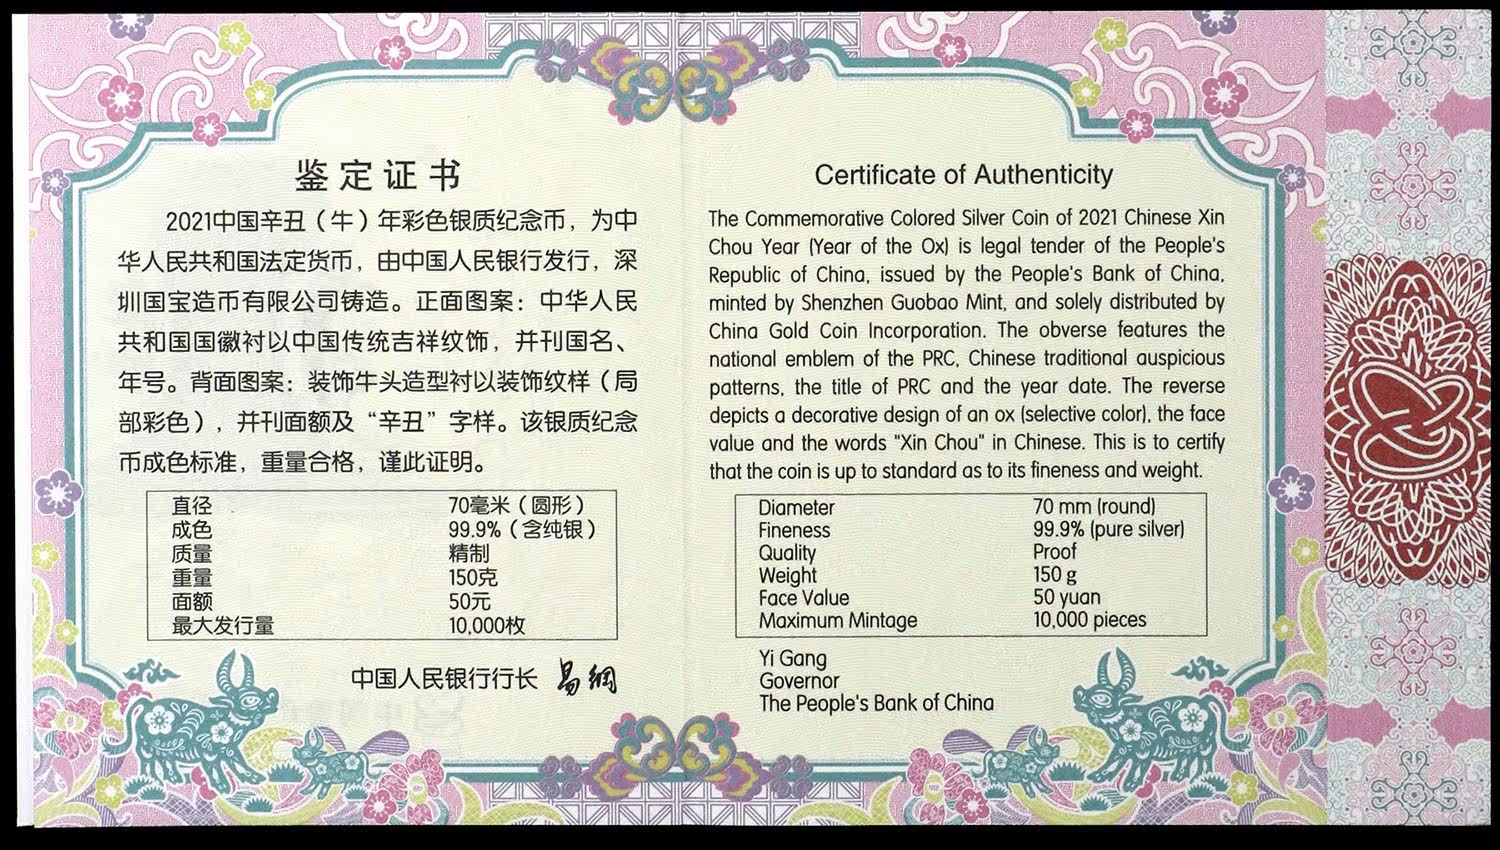 鉴定证书
2021中国辛丑（牛）年彩色银质纪念币，为中
华人民共和国法定货币，由中国人民银行发行，深
圳国宝造币有限公司铸造。正面图案：中华人民
共和国国徽衬以中国传统吉祥纹饰，并刊国名、
年号。背面图案：装饰牛头造型衬以装饰纹样（局
部彩色），并刊面额及“辛丑”字样。该银质纪念
币成色标准，重量合格，谨此证明。
直径 70毫米（圆形）
成色 99.9%（含纯银）
质量 精制
重量 150克
面额 50元
最大发行量 10,000枚
中国人民银行行长 易纲
Certificate of Authenticity
The Commemorative Colored Silver Coin of 2021 Chinese Xin
Chou Year (Year of the Ox) is legal tender of the People's
Republic of China, issued by the People's Bank of China,
minted by Shenzhen Guobao Mint, and solely distributed by
China Gold Coin Incorporation. The obverse features the
national emblem of the PRC, Chinese traditional auspicious
patterns, the title of PRC and the year date. The reverse
depicts a decorative design of an ox (selective color), the face
value and the words "Xin Chou" in Chinese. This is to certify
that the coin is up to standard as to its fineness and weight.
Diameter 70 mm (round)
Fineness 99.9% (pure silver)
Quality Proof
Weight 150 g
Face Value 50 yuan
Maximum Mintage 10,000 pieces
Yi Gang
Governor
The People's Bank of China